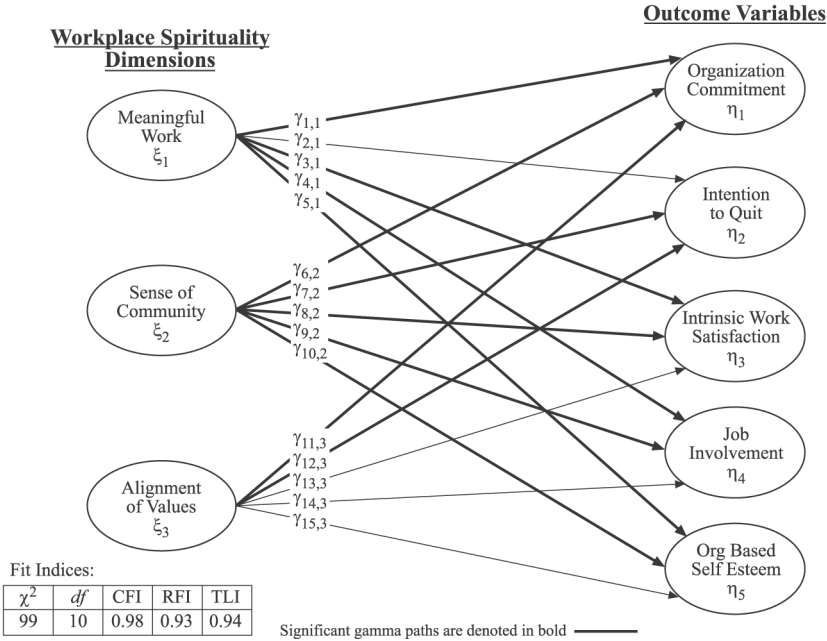 Workplace Spirituality
Dimensions
Outcome Variables
Meaningful
Work
ξ1
Sense of
Community
ξ2
Alignment
of Values
ξ3
γ1,1
γ2,1
γ3,1
γ4,1
γ5,1
γ6,2
γ7,2
γ8,2
γ9,2
γ10,2
γ11,3
γ12,3
γ13,3
γ14,3
γ15,3
Organization
Commitment
η1
Intention
to Quit
η2
Intrinsic Work
Satisfaction
η3
Job
Involvement
η4
Org Based
Self Esteem
η5
Fit Indices:
χ2 df CFI RFI TLI
99 10 0.98 0.93 0.94
Significant gamma paths are denoted in bold